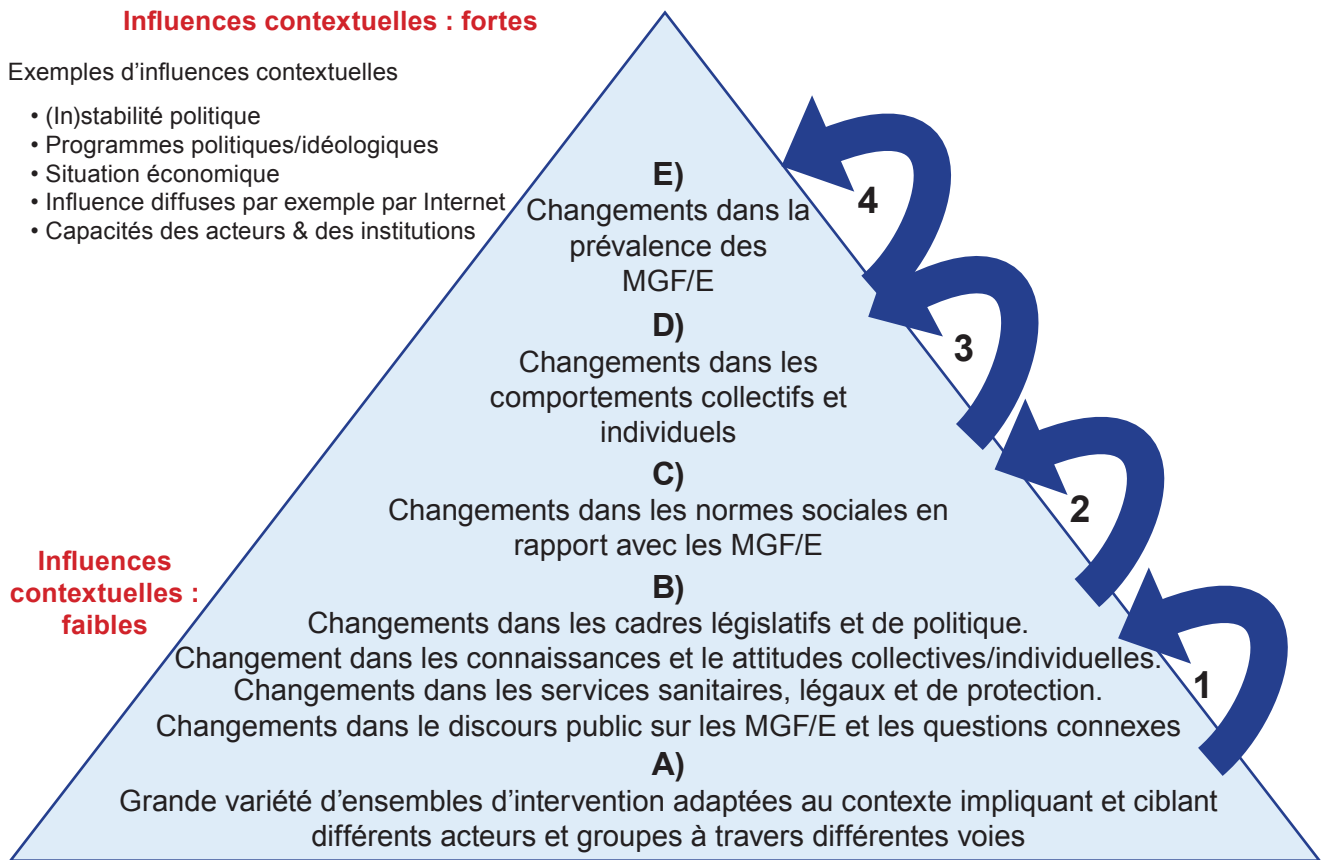 Influences contextuelles : fortes
Exemples d’influences contextuelles
• (In)stabilité politique
• Programmes politiques/idéologiques
• Situation économique
• Influence diffuses par exemple par Internet
• Capacités des acteurs & des institutions
E)
Changements dans la
prévalence des
MGF/E
4
D)
Changements dans les
comportements collectifs et
individuels
3
C)
Changements dans les normes sociales en
rapport avec les MGF/E
2
Influences
contextuelles :
faibles
B)
Changements dans les cadres législatifs et de politique.
Changement dans les connaissances et le attitudes collectives/individuelles.
Changements dans les services sanitaires, légaux et de protection.
Changements dans le discours public sur les MGF/E et les questions connexes
1
A)
Grande variété d’ensembles d’intervention adaptées au contexte impliquant et ciblant
différents acteurs et groupes à travers différentes voies